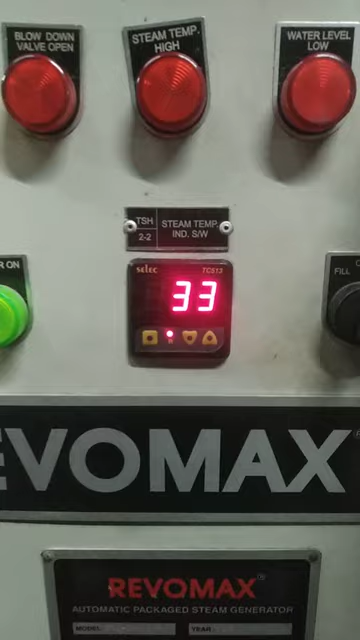 BLOW DOWN
VALVE OPEN
STEAM TEMP.
HIGH
WATER LEVEL
LOW
TSH
2-2
STEAM TEMP.
IND. S/W
R ON
selec
TC513
FILL
33
EVOMAX
REVOMAX®
AUTOMATIC PACKAGED STEAM GENERATOR
MODEL
YEAR